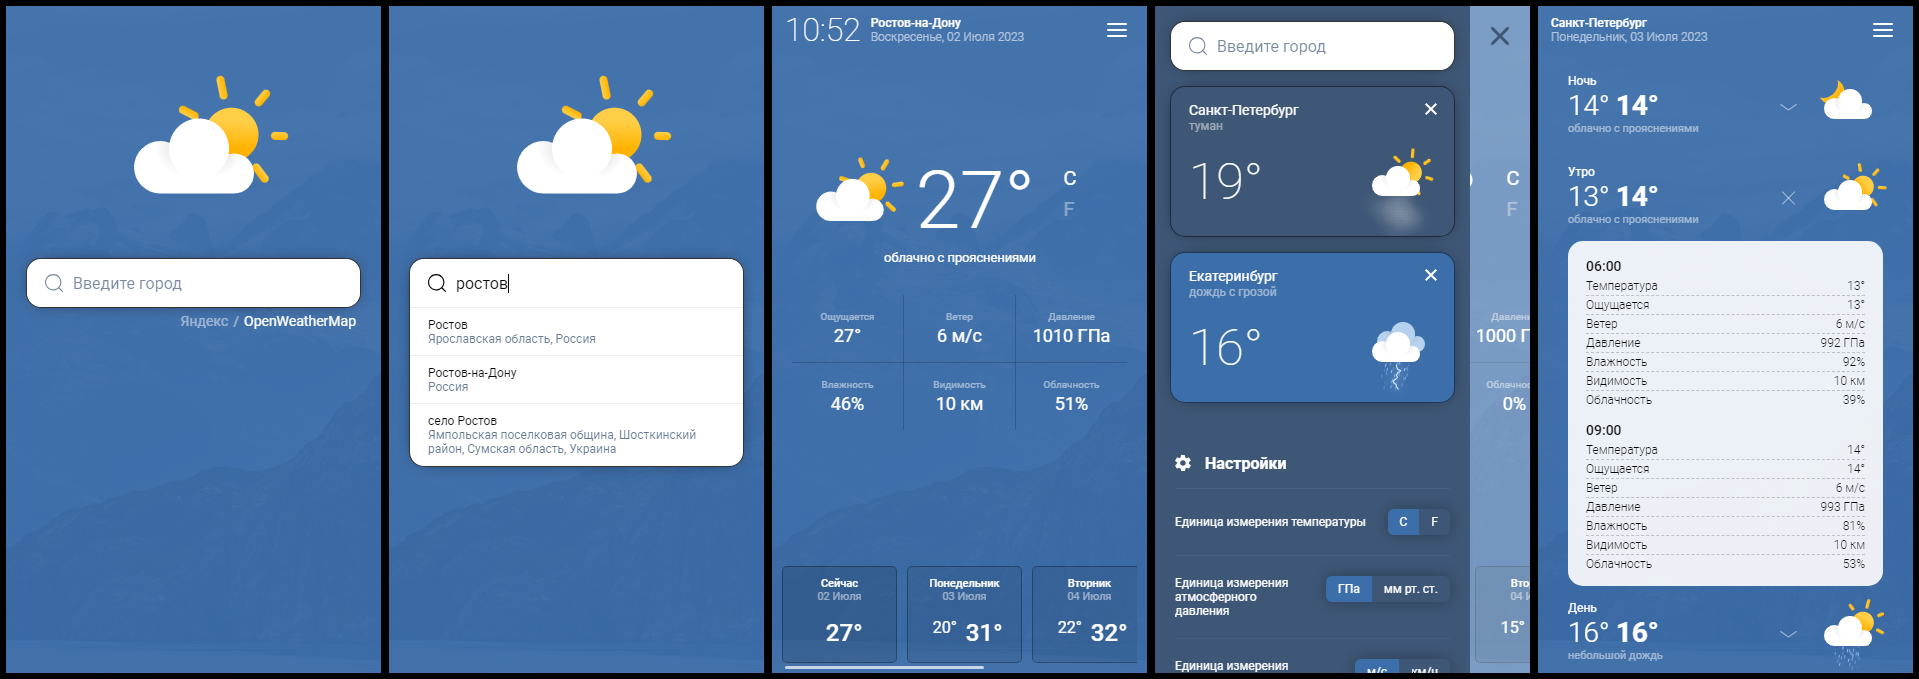 Введите город
Яндекс / OpenWeatherMap
ростов
Ростов
Ярославская область, Россия
Ростов-на-Дону
Россия
село Ростов
Ямпольская поселковая община, Шосткинский
район, Сумская область, Украина
10:52
Ростов-на-Дону
Воскресенье, 02 Июля 2023
27°
C
F
облачно с прояснениями
Ощущается
27°
Ветер
6 м/с
Давление
1010 ГПа
Влажность
46%
Видимость
10 км
Облачность
51%
Сейчас
02 Июля
27°
Понедельник
03 Июля
20° 31°
Вторник
04 Июля
22° 32°
Введите город
Санкт-Петербург
туман
19°
Екатеринбург
дождь с грозой
16°
Настройки
Единица измерения температуры
C F
Единица измерения
атмосферного
давления
ГПа мм рт. ст.
Единица измерения
м/с км/ч
C
F
Давлени
1000 Г
Облачнос
0%
Вто
04 И
15°
Санкт-Петербург
Понедельник, 03 Июля 2023
Ночь
14° 14°
облачно с прояснениями
Утро
13° 14°
облачно с прояснениями
06:00
Температура 13°
Ощущается 13°
Ветер 6 м/с
Давление 992 ГПа
Влажность 92%
Видимость 10 км
Облачность 39%
09:00
Температура 14°
Ощущается 14°
Ветер 6 м/с
Давление 993 ГПа
Влажность 81%
Видимость 10 км
Облачность 53%
День
16° 16°
небольшой дождь